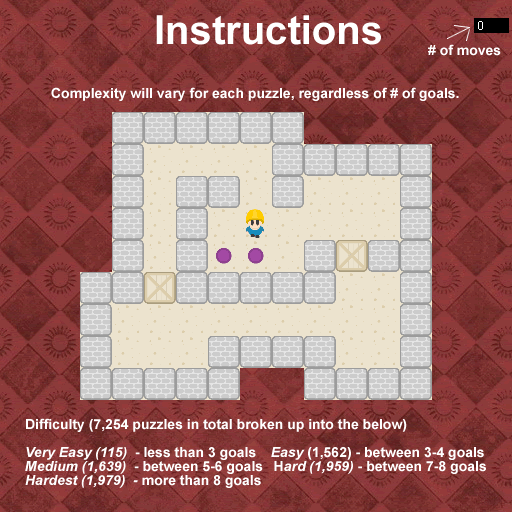 Instructions
0
# of moves
Complexity will vary for each puzzle, regardless of # of goals.
Difficulty (7,254 puzzles in total broken up into the below)
Very Easy (115) - less than 3 goals Easy (1,562) - between 3-4 goals
Medium (1,639) - between 5-6 goals Hard (1,959) - between 7-8 goals
Hardest (1,979) - more than 8 goals